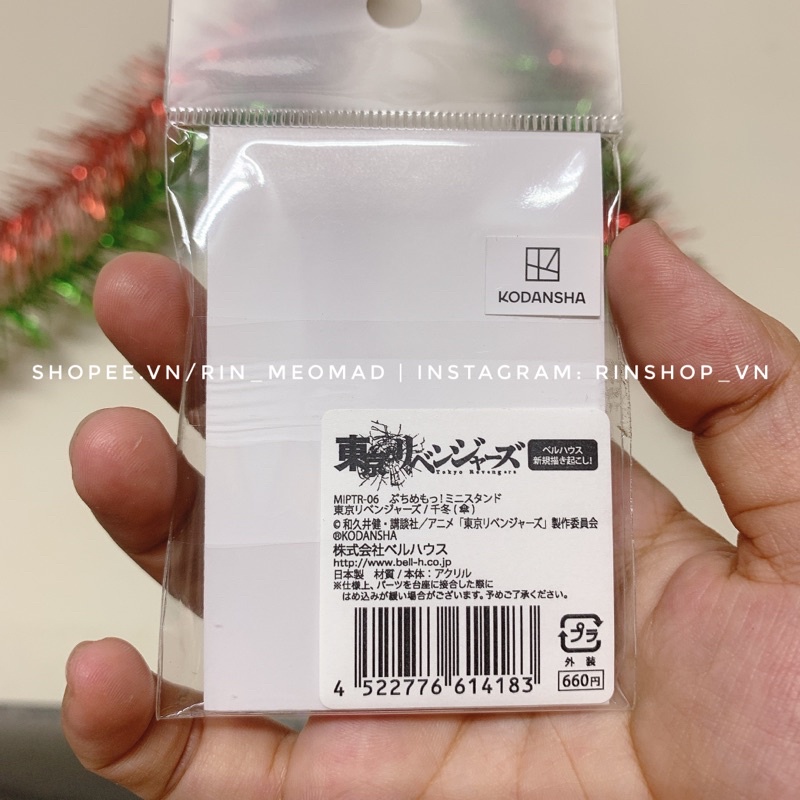 KODANSHA
SHOPEE.VN/RIN_MEOMAD | INSTAGRAM: RINSHOP_VN
東京リベンジャーズ
Tokyo Revengers
ベルハウス
新規描き起こし!
MIPTR-06 ぷちめもっ!ミニスタンド
東京リベンジャーズ/千冬(傘)
© 和久井健・講談社/アニメ「東京リベンジャーズ」製作委員会
®KODANSHA
株式会社ベルハウス
http://www.bell-h.co.jp
日本製 材質/本体:アクリル
※仕様上、パーツを台座に接合した際に
はめ込みが緩い場合がございます。予めご了承ください。
4 522776 614183
プラ
外装
660円